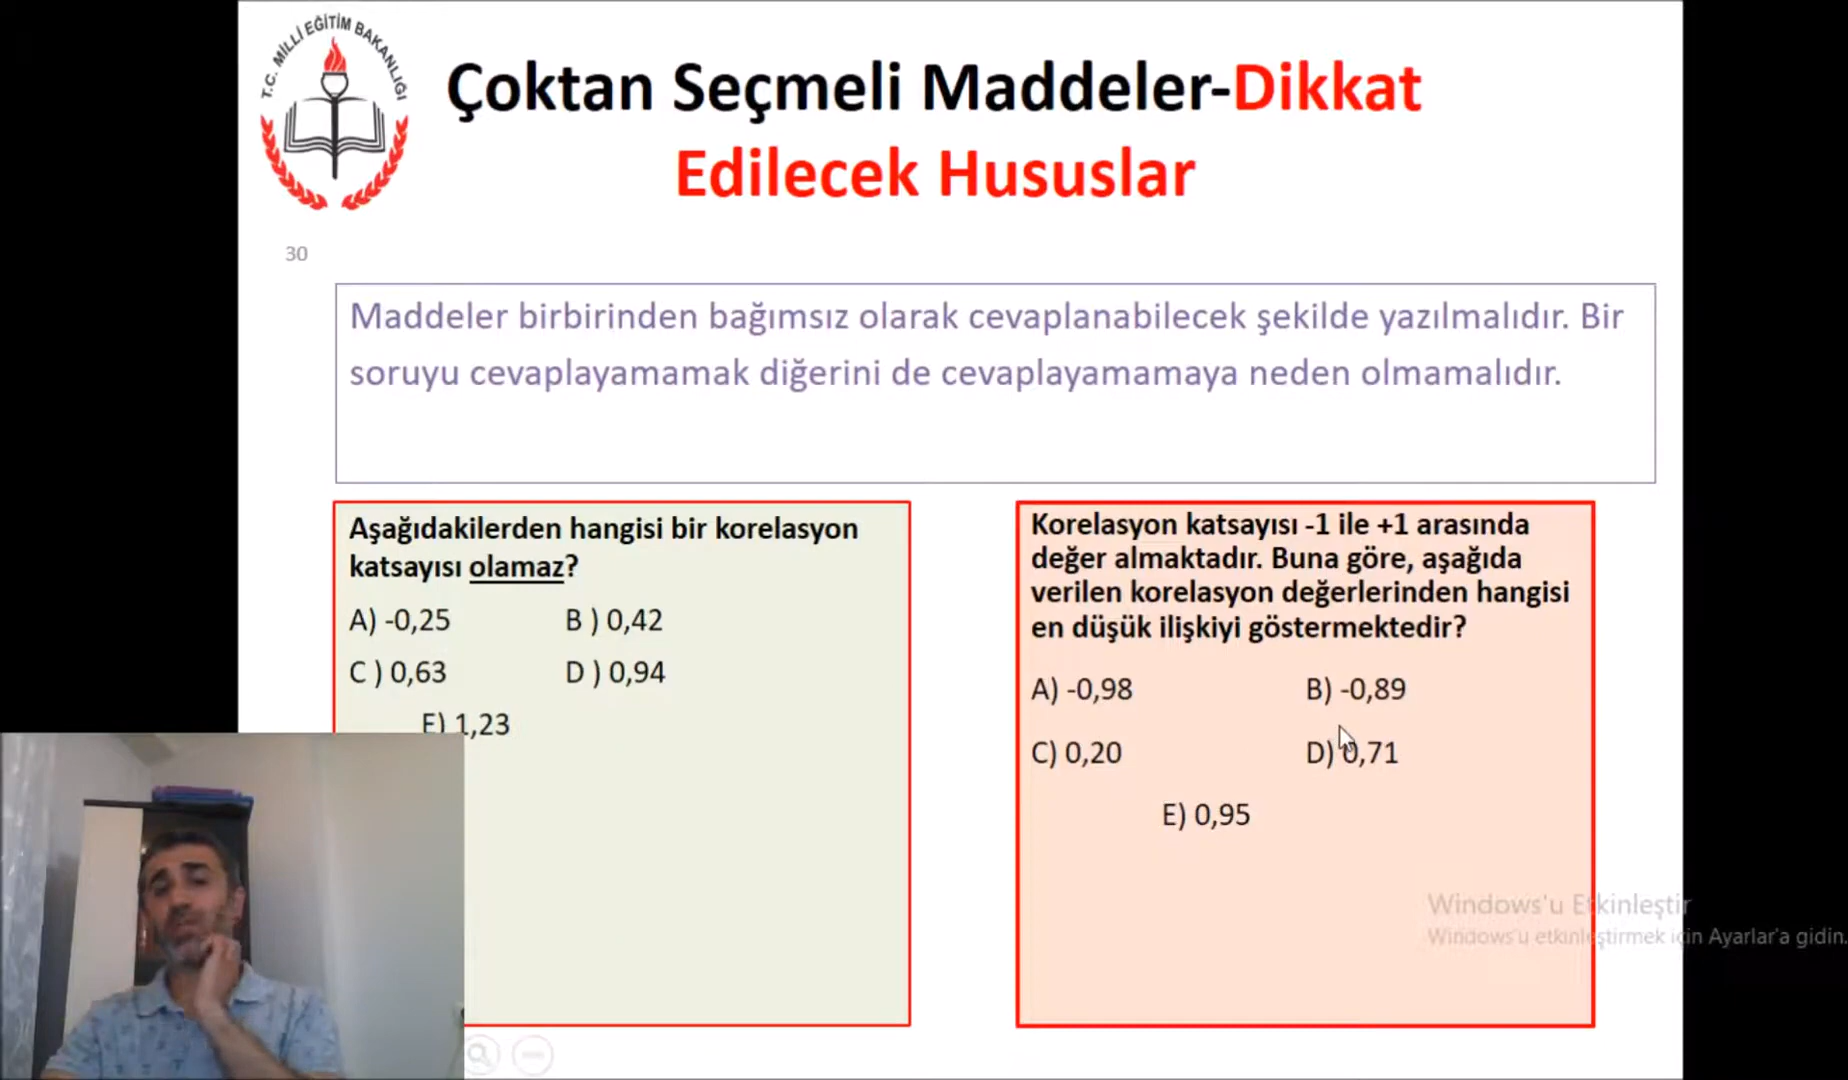 T.C. MİLLİ EĞİTİM BAKANLIĞI
Çoktan Seçmeli Maddeler-Dikkat
Edilecek Hususlar
30
Maddeler birbirinden bağımsız olarak cevaplanabilecek şekilde yazılmalıdır. Bir
soruyu cevaplayamamak diğerini de cevaplayamamaya neden olmamalıdır.
Aşağıdakilerden hangisi bir korelasyon
katsayısı olamaz?
A) -0,25 B ) 0,42
C ) 0,63 D ) 0,94
E) 1,23
Korelasyon katsayısı -1 ile +1 arasında
değer almaktadır. Buna göre, aşağıda
verilen korelasyon değerlerinden hangisi
en düşük ilişkiyi göstermektedir?
A) -0,98 B) -0,89
C) 0,20 D) 0,71
E) 0,95
Windows'u Etkinleştir
Windows'u etkinleştirmek için Ayarlar'a gidin.